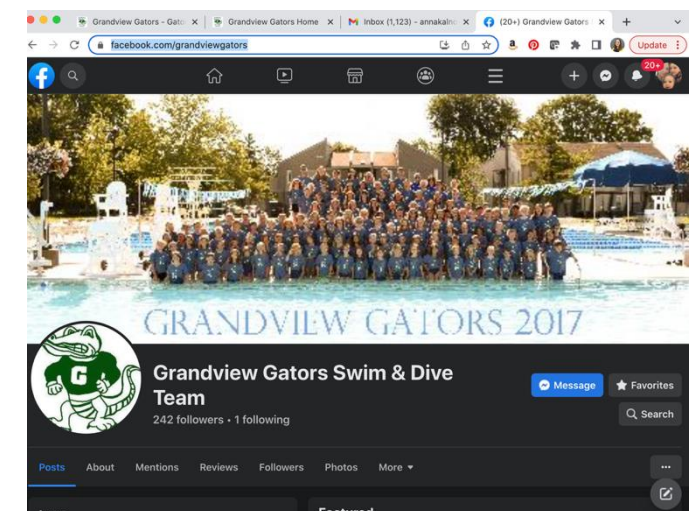 Grandview Gators - Gato
Grandview Gators Home
Inbox (1,123) - annakaln
(20+) Grandview Gators
facebook.com/grandviewgators
Update
20+
GRANDVIEW GATORS 2017
G
Grandview Gators Swim & Dive
Team
242 followers • 1 following
Message
Favorites
Search
Posts
About
Mentions
Reviews
Followers
Photos
More